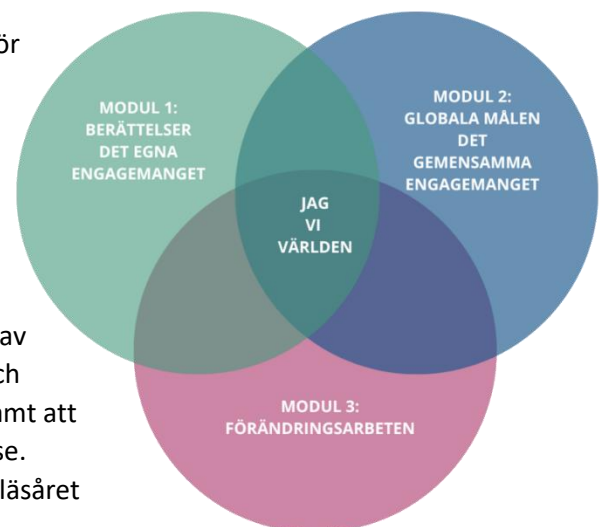 ör
MODUL 1:
BERÄTTELSER
DET EGNA
ENGAGEMANGET
MODUL 2:
GLOBALA MÅLEN
DET
GEMENSAMMA
ENGAGEMANGET
JAG
VI
VÄRLDEN
av
ch
amt att
se.
läsåret
MODUL 3:
FÖRÄNDRINGSARBETEN